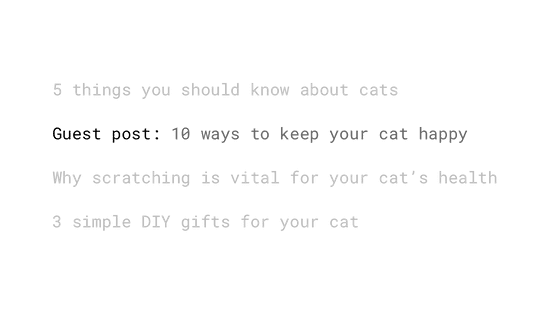 5 things you should know about cats
Guest post: 10 ways to keep your cat happy
Why scratching is vital for your cat’s health
3 simple DIY gifts for your cat